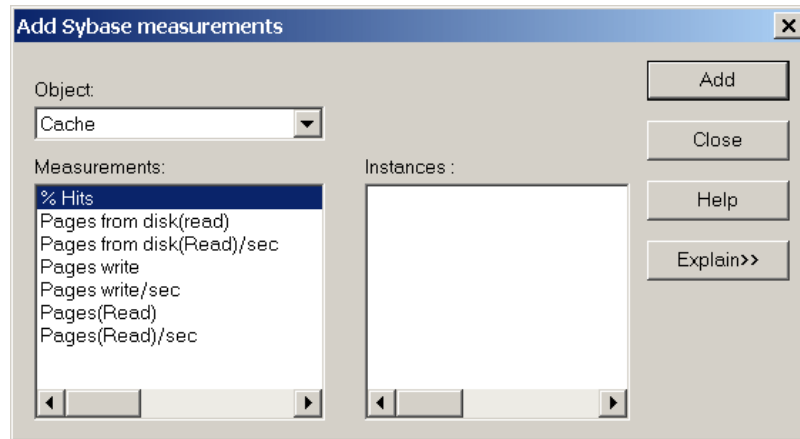 Add Sybase measurements
Object:
Cache
Measurements:
% Hits
Pages from disk(read)
Pages from disk(Read)/sec
Pages write
Pages write/sec
Pages(Read)
Pages(Read)/sec
Instances :
Add
Close
Help
Explain>>